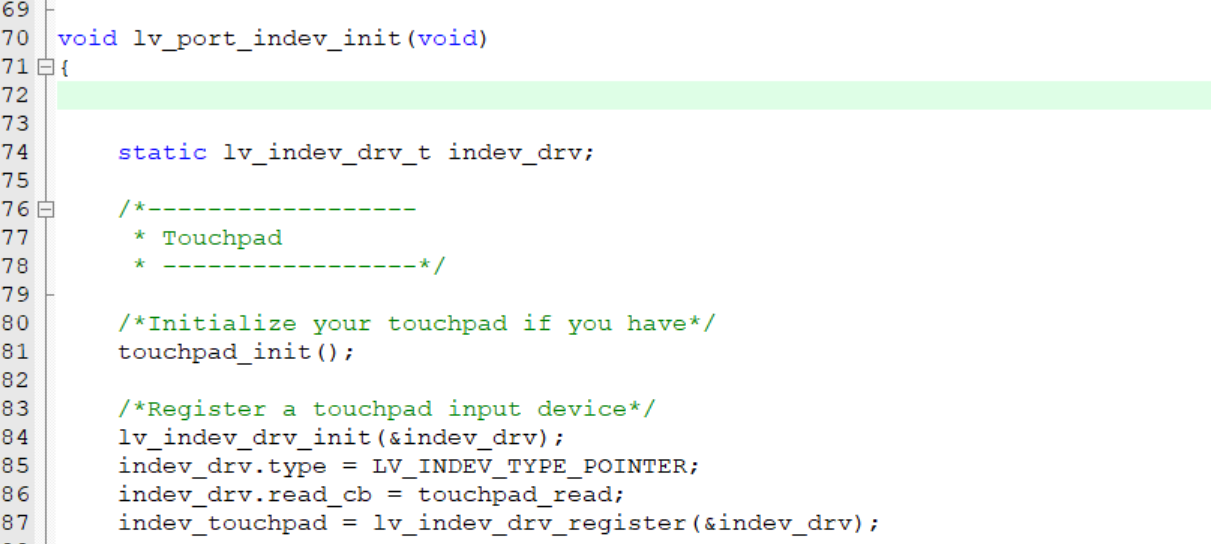 69
70 void lv_port_indev_init(void)
71 {
72
73
74     static lv_indev_drv_t indev_drv;
75
76     /*------------------
77      * Touchpad
78      * -----------------*/
79
80     /*Initialize your touchpad if you have*/
81     touchpad_init();
82
83     /*Register a touchpad input device*/
84     lv_indev_drv_init(&indev_drv);
85     indev_drv.type = LV_INDEV_TYPE_POINTER;
86     indev_drv.read_cb = touchpad_read;
87     indev_touchpad = lv_indev_drv_register(&indev_drv);